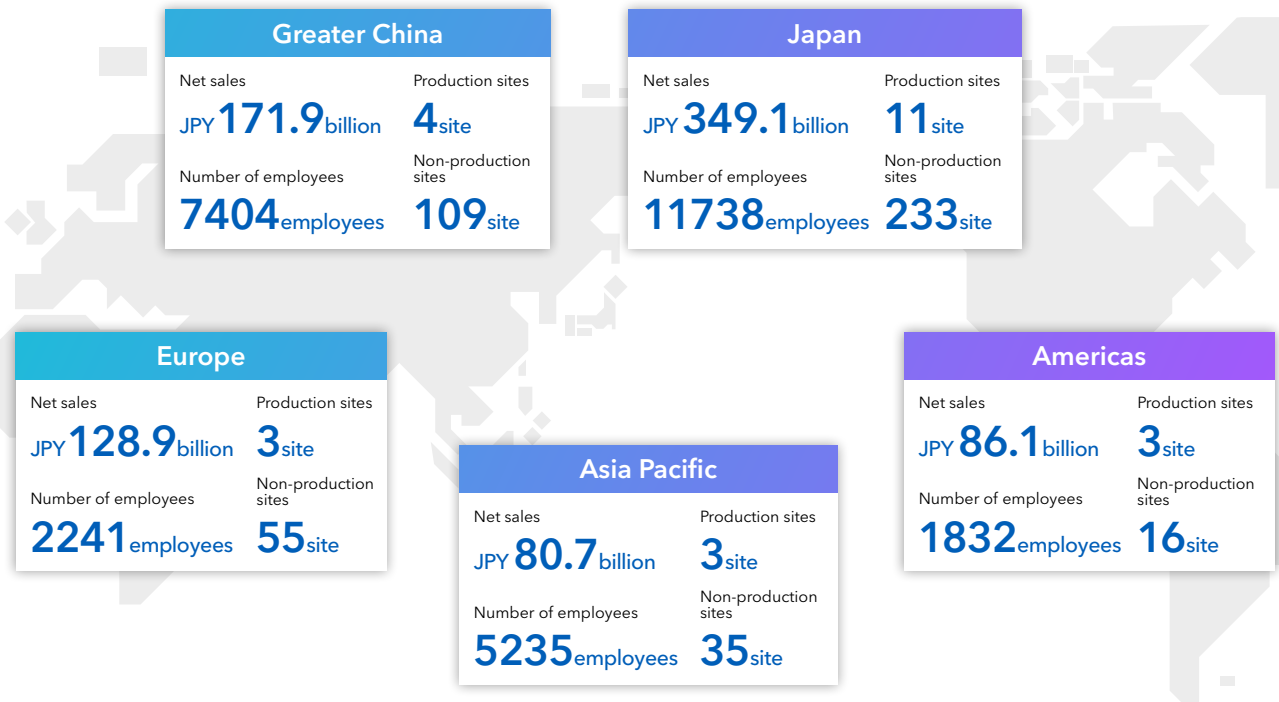 Greater China
Net sales
Production sites
JPY 171.9 billion
4 site
Number of employees
Non-production
sites
7404 employees
109 site
Japan
Net sales
Production sites
JPY 349.1 billion
11 site
Number of employees
Non-production
sites
11738 employees
233 site
Europe
Net sales
Production sites
JPY 128.9 billion
3 site
Number of employees
Non-production
sites
2241 employees
55 site
Asia Pacific
Net sales
Production sites
JPY 80.7 billion
3 site
Number of employees
Non-production
sites
5235 employees
35 site
Americas
Net sales
Production sites
JPY 86.1 billion
3 site
Number of employees
Non-production
sites
1832 employees
16 site